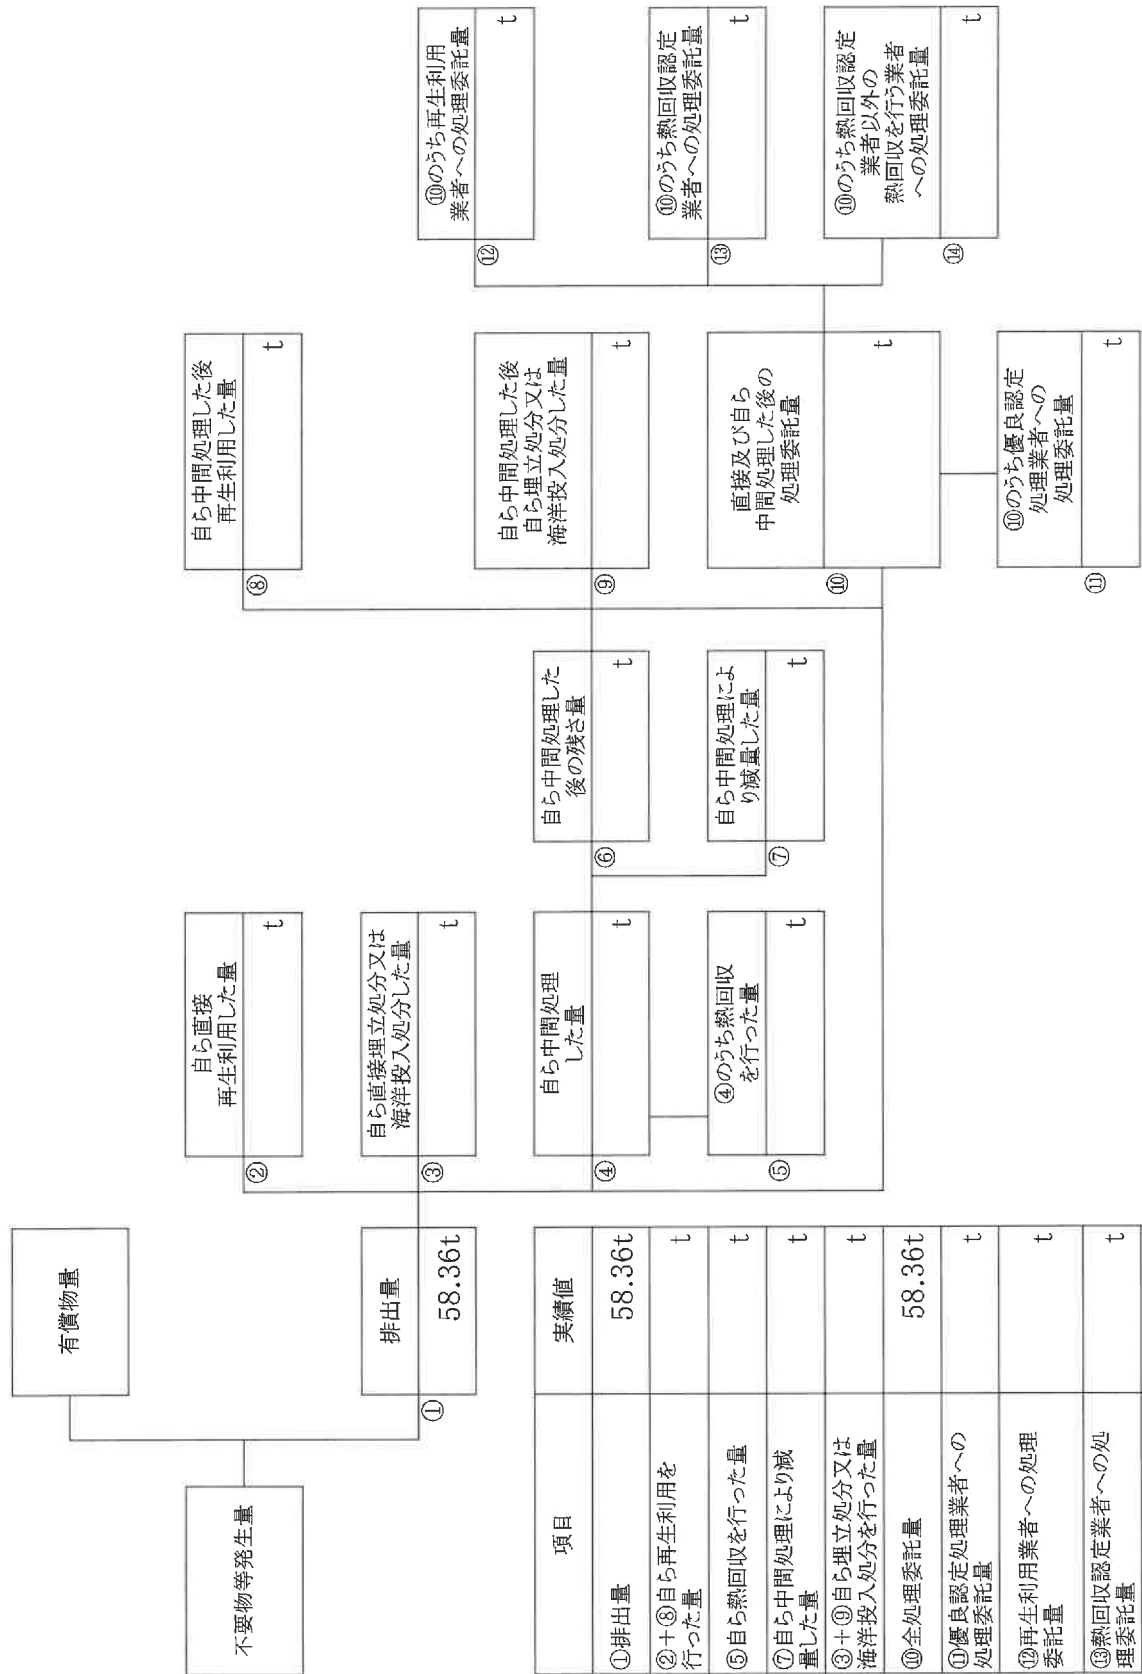 有償物量
不要物等発生量
排出量
①
58.36t
自ら直接
再生利用した量
②
t
自ら直接埋立処分又は
海洋投入処分した量
③
t
自ら中間処理
した量
④
t
④のうち熱回収
を行った量
⑤
t
自ら中間処理した
後の残さ量
⑥
t
自ら中間処理によ
り減量した量
⑦
t
自ら中間処理した後
再生利用した量
⑧
t
自ら中間処理した後
自ら埋立処分又は
海洋投入処分した量
⑨
t
直接及び自ら
中間処理した後の
処理委託量
⑩
t
⑩のうち優良認定
処理業者への
処理委託量
⑪
t
⑩のうち再生利用
業者への処理委託量
⑫
t
⑩のうち熱回収認定
業者への処理委託量
⑬
t
⑩のうち熱回収認定
業者以外の
熱回収を行う業者
への処理委託量
⑭
t
項目 実績値
①排出量 58.36t
②+⑧自ら再生利用を
行った量 t
⑤自ら熱回収を行った量 t
⑦自ら中間処理により減
量した量 t
③+⑨自ら埋立処分又は
海洋投入処分を行った量 t
⑩全処理委託量 58.36t
⑪優良認定処理業者への
処理委託量 t
⑫再生利用業者への処理
委託量 t
⑬熱回収認定業者への処
理委託量 t